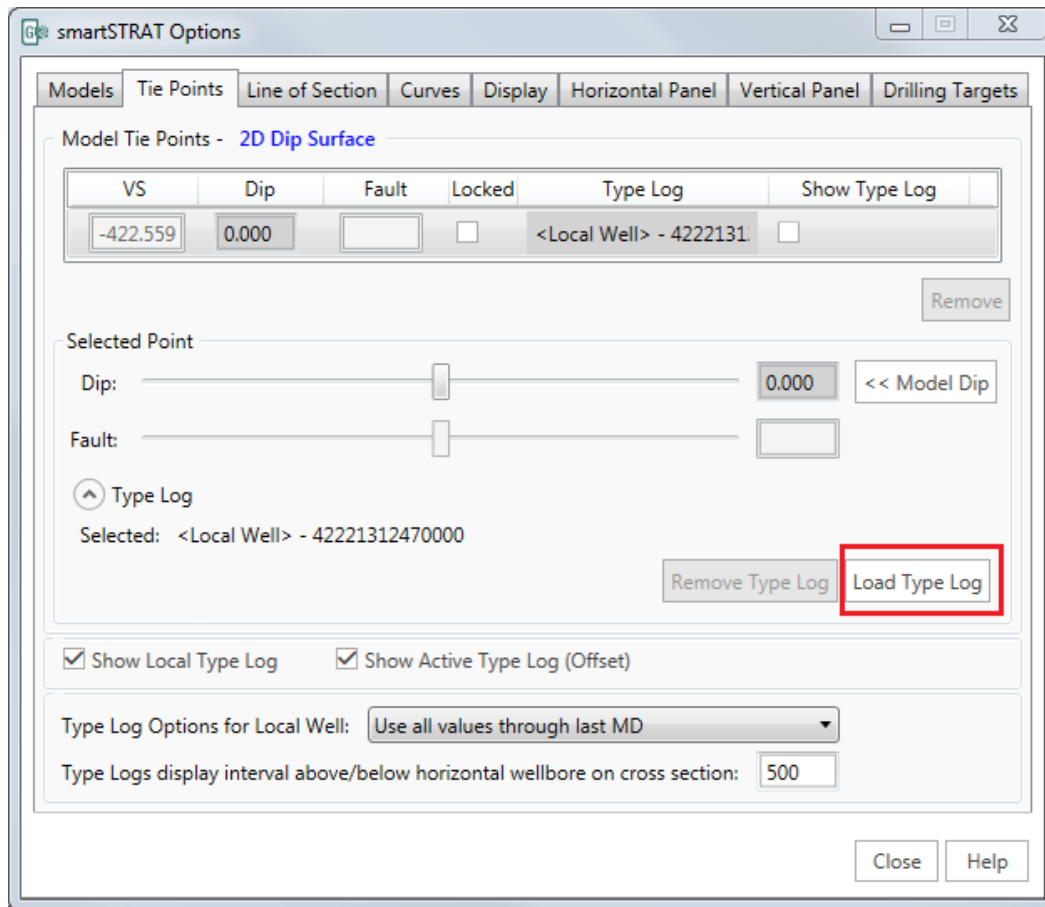 smartSTRAT Options
Models Tie Points Line of Section Curves Display Horizontal Panel Vertical Panel Drilling Targets
Model Tie Points - 2D Dip Surface
VS Dip Fault Locked Type Log Show Type Log
-422.559 0.000 <Local Well> - 4222131
Remove
Selected Point
Dip: 0.000 << Model Dip
Fault:
Type Log
Selected: <Local Well> - 42221312470000
Remove Type Log Load Type Log
Show Local Type Log Show Active Type Log (Offset)
Type Log Options for Local Well: Use all values through last MD
Type Logs display interval above/below horizontal wellbore on cross section: 500
Close Help